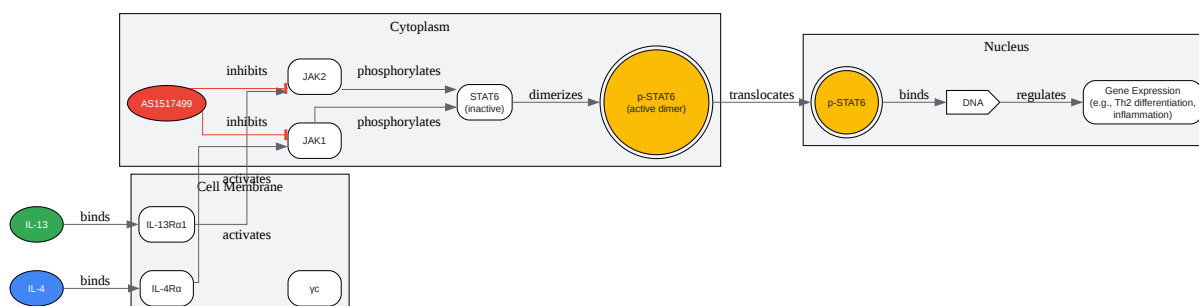 Cytoplasm
Nucleus
inhibits
JAK2
phosphorylates
AS1517499
STAT6
(inactive)
dimerizes
p-STAT6
(active dimer)
translocates
p-STAT6
binds
DNA
regulates
Gene Expression
(e.g., Th2 differentiation,
inflammation)
inhibits
JAK1
phosphorylates
activates
Cell Membrane
IL-13
binds
IL-13Rα1
activates
IL-4
binds
IL-4Rα
γc